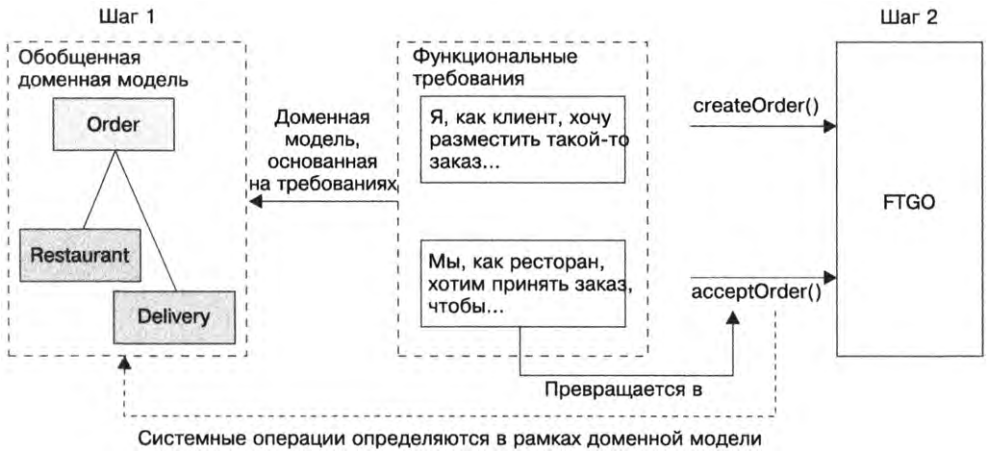 Шаг 1
Шаг 2
Обобщенная
доменная модель
Order
Restaurant
Delivery
Доменная
модель,
основанная
на требованиях
Функциональные
требования
Я, как клиент, хочу
разместить такой-то
заказ...
Мы, как ресторан,
хотим принять заказ,
чтобы...
createOrder()
acceptOrder()
FTGO
Превращается в
Системные операции определяются в рамках доменной модели